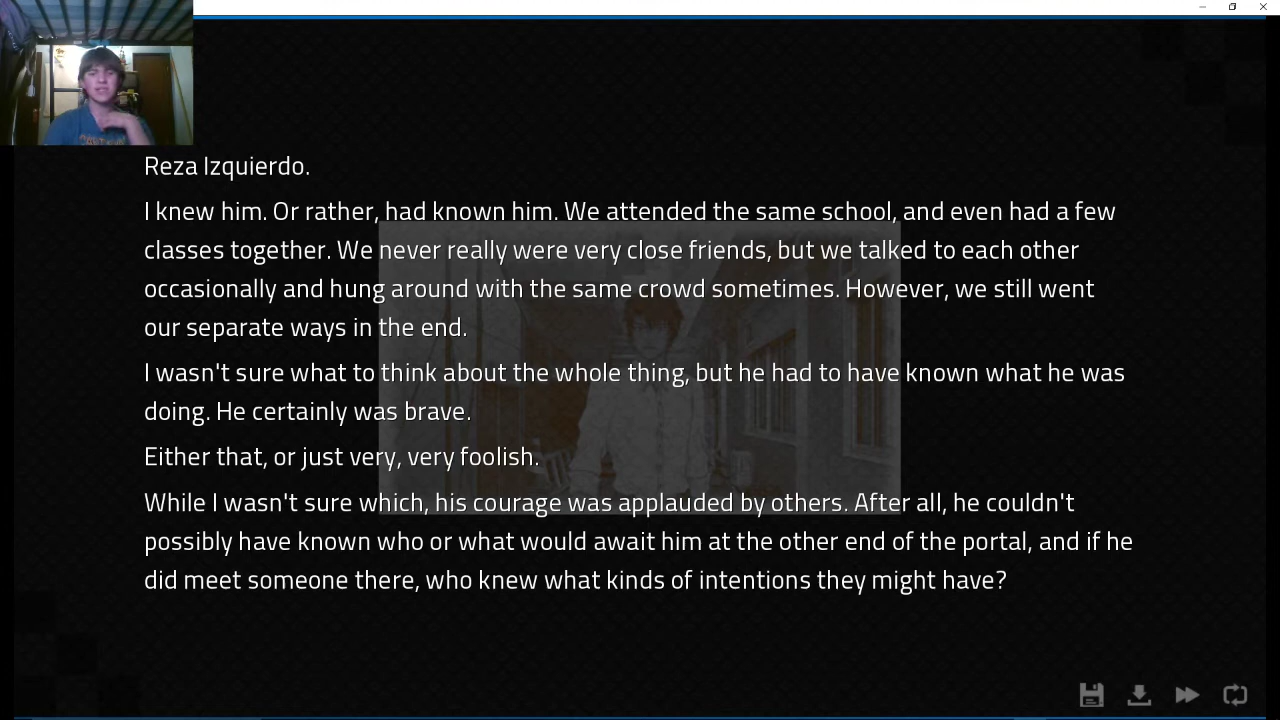 Reza Izquierdo.
I knew him. Or rather, had known him. We attended the same school, and even had a few
classes together. We never really were very close friends, but we talked to each other
occasionally and hung around with the same crowd sometimes. However, we still went
our separate ways in the end.
I wasn't sure what to think about the whole thing, but he had to have known what he was
doing. He certainly was brave.
Either that, or just very, very foolish.
While I wasn't sure which, his courage was applauded by others. After all, he couldn't
possibly have known who or what would await him at the other end of the portal, and if he
did meet someone there, who knew what kinds of intentions they might have?